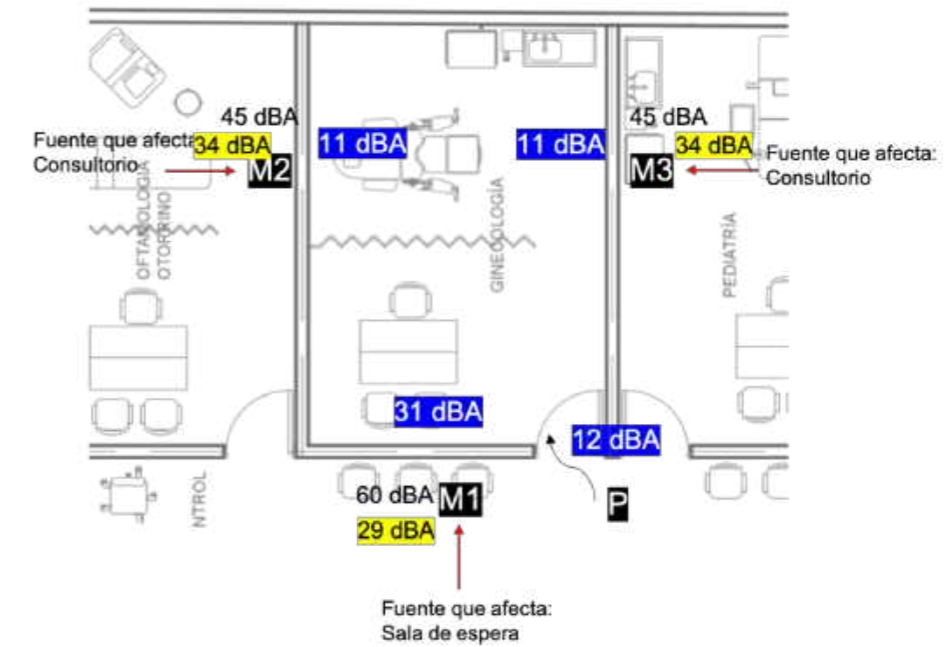 45 dBA
45 dBA
Fuente que afecta
Consultorio
34 dBA
11 dBA
11 dBA
34 dBA
Fuente que afecta:
Consultorio
M2
M3
OFTAMOLOGÍA
OTORRINO
GINECOLOGÍA
PEDIATRÍA
31 dBA
12 dBA
NTROL
60 dBA
M1
P
29 dBA
Fuente que afecta:
Sala de espera